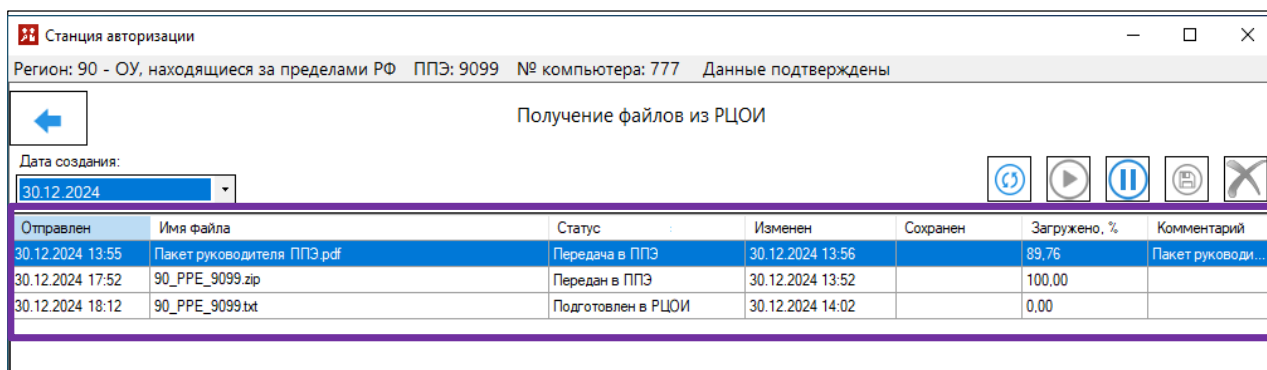 Станция авторизации
Регион: 90 - ОУ, находящиеся за пределами РФ ППЭ: 9099 № компьютера: 777 Данные подтверждены
Получение файлов из РЦОИ
Дата создания:
30.12.2024
Отправлен Имя файла Статус Изменен Сохранен Загружено, % Комментарий
30.12.2024 13:55 Пакет руководителя ППЭ.pdf Передача в ППЭ 30.12.2024 13:56 89,76 Пакет руководи...
30.12.2024 17:52 90_PPE_9099.zip Передан в ППЭ 30.12.2024 13:52 100,00
30.12.2024 18:12 90_PPE_9099.txt Подготовлен в РЦОИ 30.12.2024 14:02 0,00